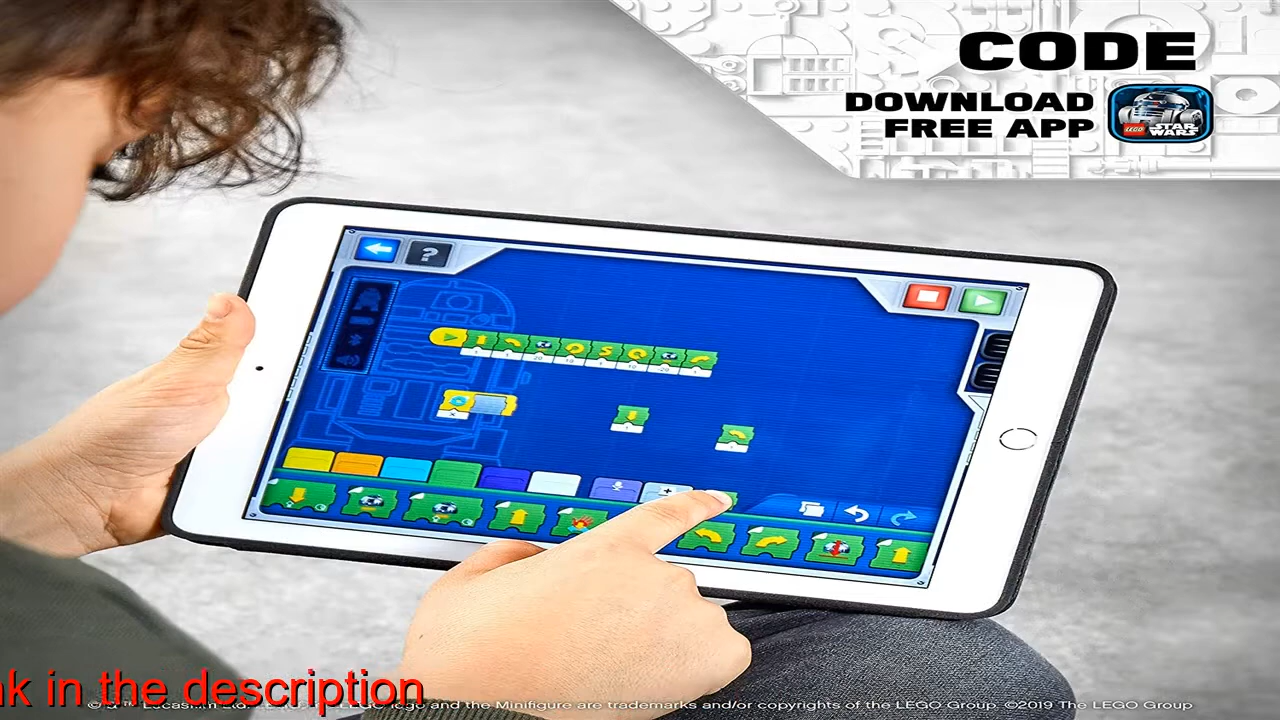 CODE
DOWNLOAD
FREE APP
LEGO
STAR
WARS
?
in the description
and the Minifigure are trademarks and/or copyrights of the LEGO Group. ©2019 The LEGO Group